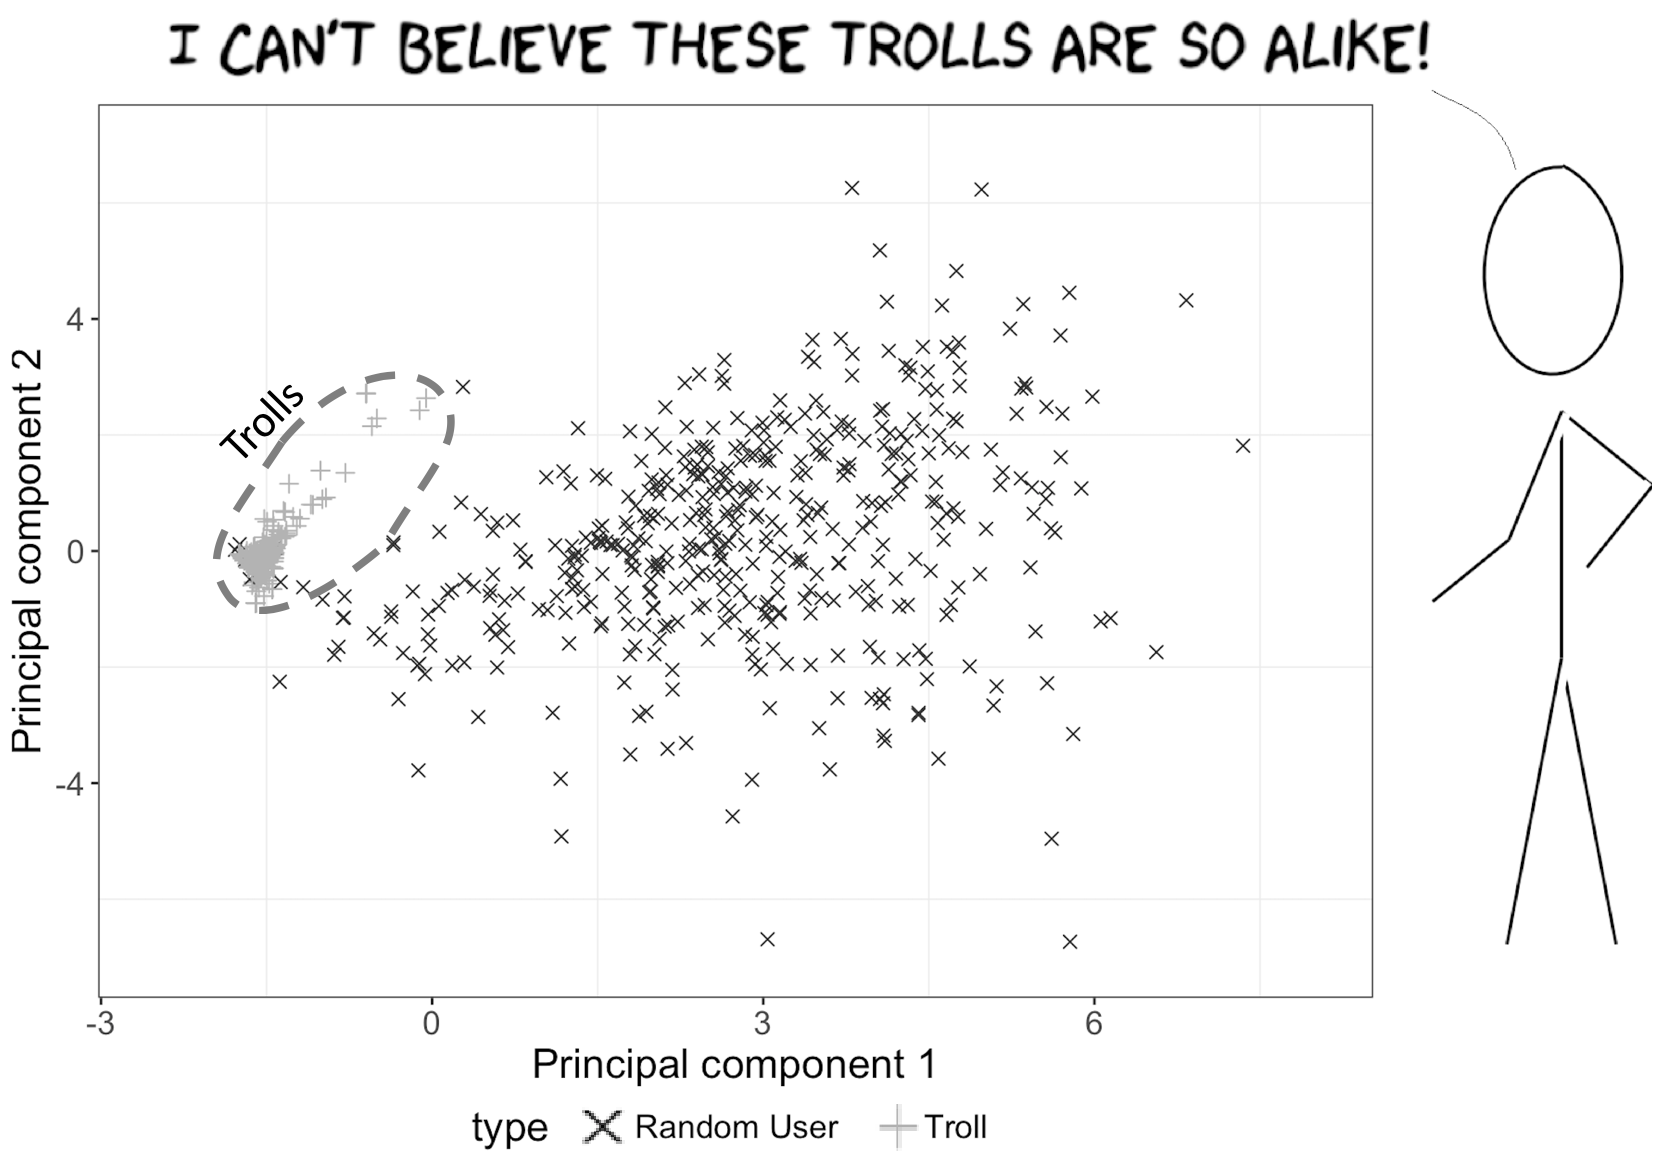 I CAN'T BELIEVE THESE TROLLS ARE SO ALIKE!
Trolls
Principal component 2
4
0
-4
-3 0 3 6
Principal component 1
type Random User Troll